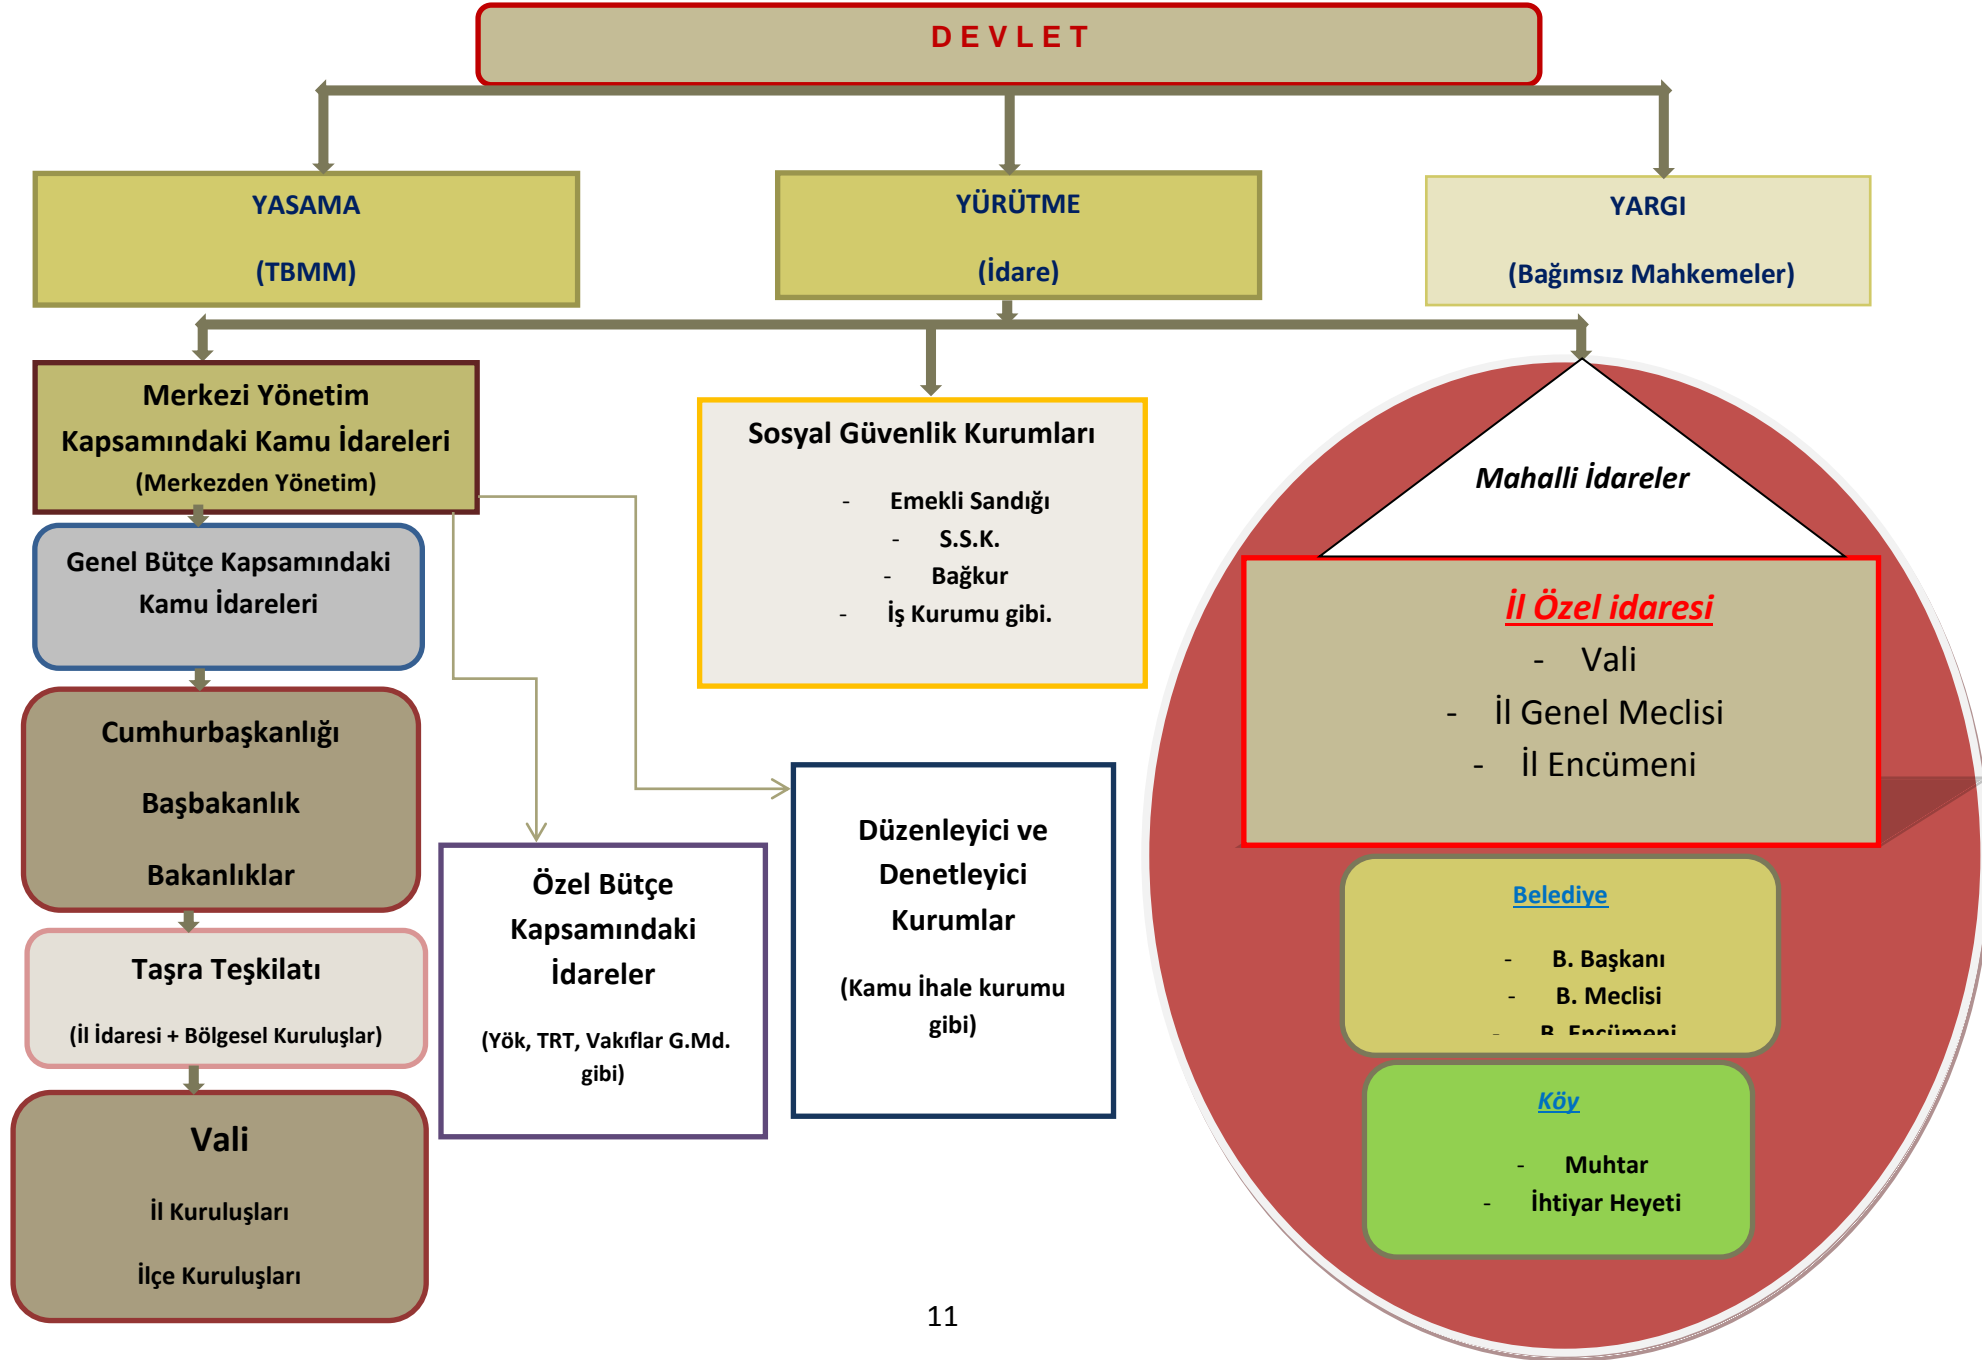 D E V L E T
YASAMA
(TBMM)
YÜRÜTME
(İdare)
YARGI
(Bağımsız Mahkemeler)
Merkezi Yönetim
Kapsamındaki Kamu İdareleri
(Merkezden Yönetim)
Genel Bütçe Kapsamındaki
Kamu İdareleri
Cumhurbaşkanlığı
Başbakanlık
Bakanlıklar
Taşra Teşkilatı
(İl İdaresi + Bölgesel Kuruluşlar)
Vali
İl Kuruluşları
İlçe Kuruluşları
Özel Bütçe
Kapsamındaki
İdareler
(Yök, TRT, Vakıflar G.Md.
gibi)
Düzenleyici ve
Denetleyici
Kurumlar
(Kamu İhale kurumu
gibi)
Sosyal Güvenlik Kurumları
- Emekli Sandığı
- S.S.K.
- Bağkur
- İş Kurumu gibi.
Mahalli İdareler
İl Özel idaresi
- Vali
- İl Genel Meclisi
- İl Encümeni
Belediye
- B. Başkanı
- B. Meclisi
- B. Encümeni
Köy
- Muhtar
- İhtiyar Heyeti
11